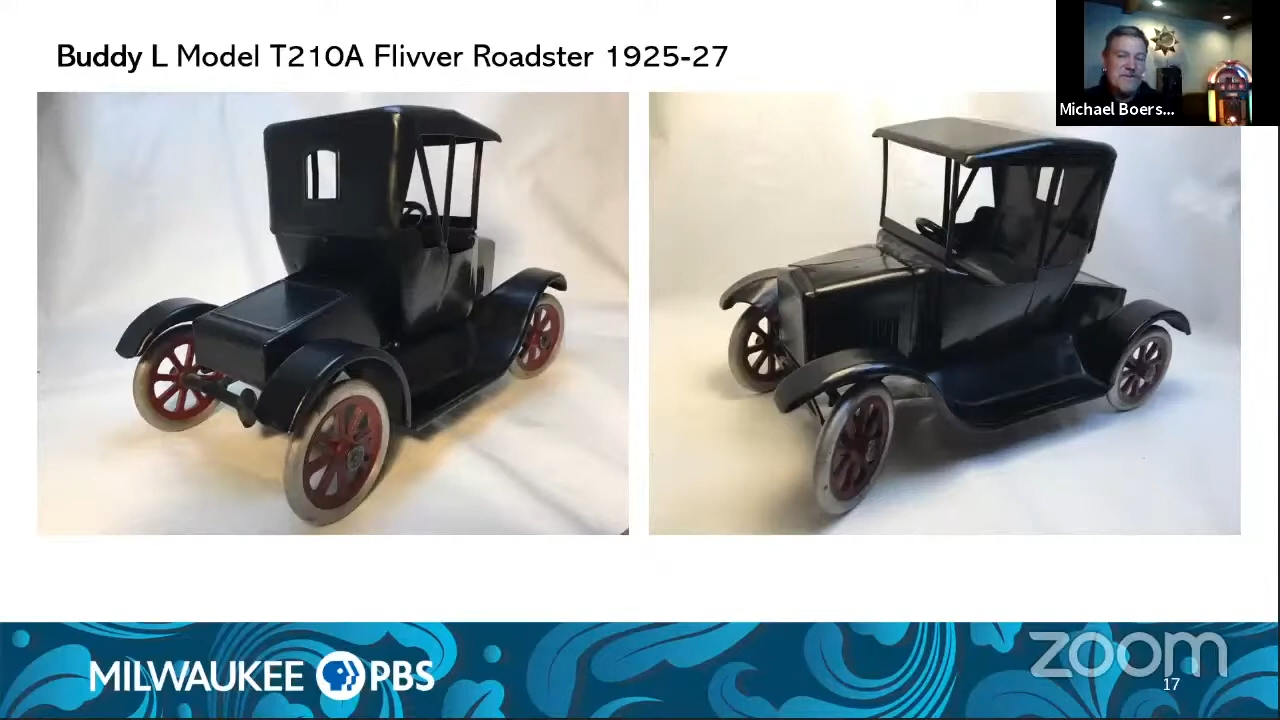 Buddy L Model T210A Flivver Roadster 1925-27
Michael Boers...
MILWAUKEE PBS
zoom
17